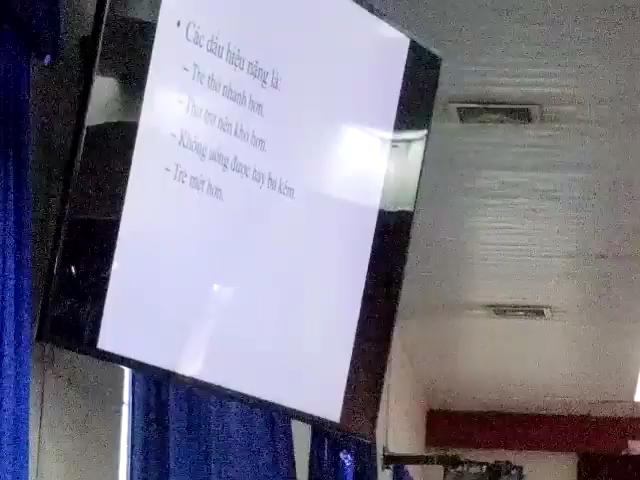 • Các dấu hiệu nặng là:
– Trẻ thở nhanh hơn.
– Thở trở nên khó hơn.
– Không uống được hay bú kém.
– Trẻ mệt hơn.